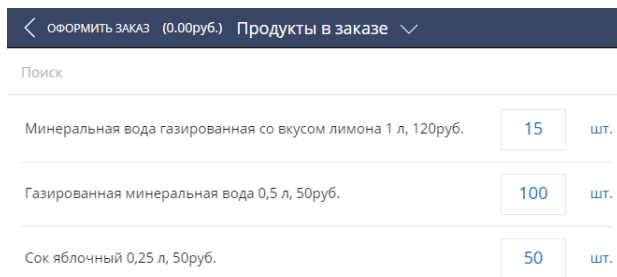 ОФОРМИТЬ ЗАКАЗ (0.00руб.) Продукты в заказе
Поиск
Минеральная вода газированная со вкусом лимона 1 л, 120руб. 15 шт.
Газированная минеральная вода 0,5 л, 50руб. 100 шт.
Сок яблочный 0,25 л, 50руб. 50 шт.